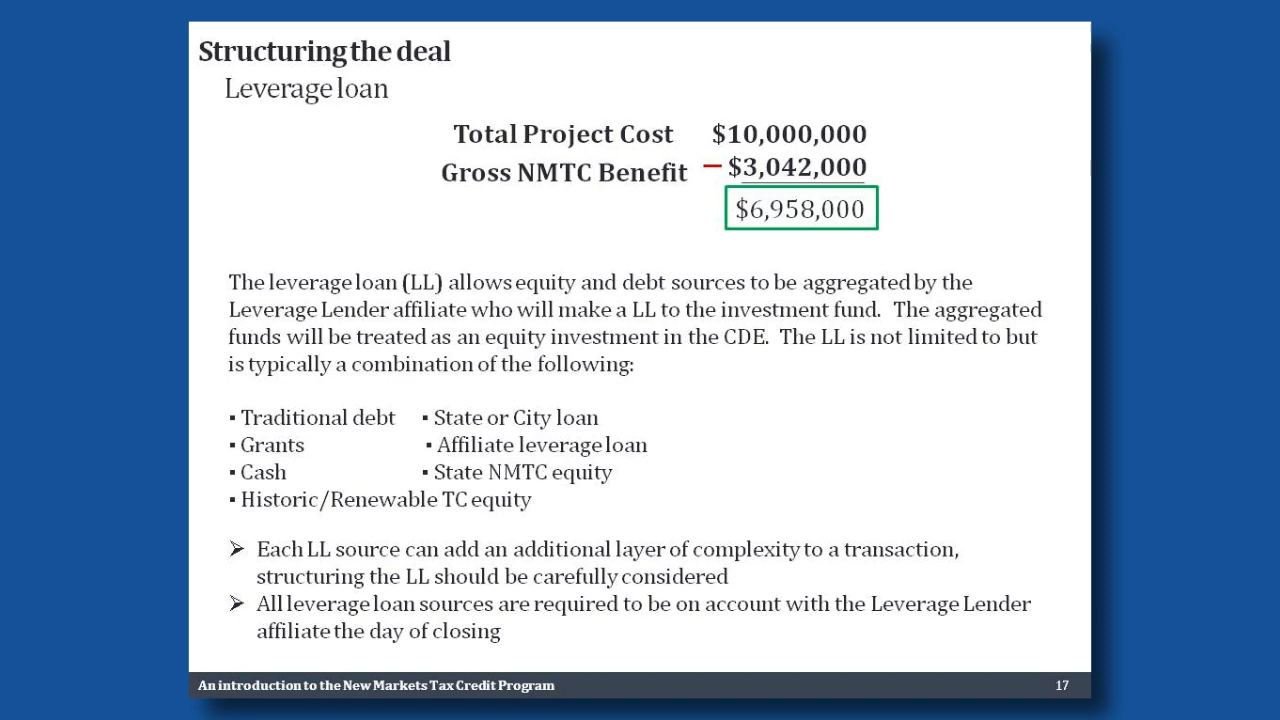 Structuring the deal
Leverage loan
Total Project Cost $10,000,000
Gross NMTC Benefit − $3,042,000
$6,958,000
The leverage loan (LL) allows equity and debt sources to be aggregated by the
Leverage Lender affiliate who will make a LL to the investment fund. The aggregated
funds will be treated as an equity investment in the CDE. The LL is not limited to but
is typically a combination of the following:
▪ Traditional debt ▪ State or City loan
▪ Grants ▪ Affiliate leverage loan
▪ Cash ▪ State NMTC equity
▪ Historic/Renewable TC equity
➢ Each LL source can add an additional layer of complexity to a transaction,
structuring the LL should be carefully considered
➢ All leverage loan sources are required to be on account with the Leverage Lender
affiliate the day of closing
An introduction to the New Markets Tax Credit Program 17